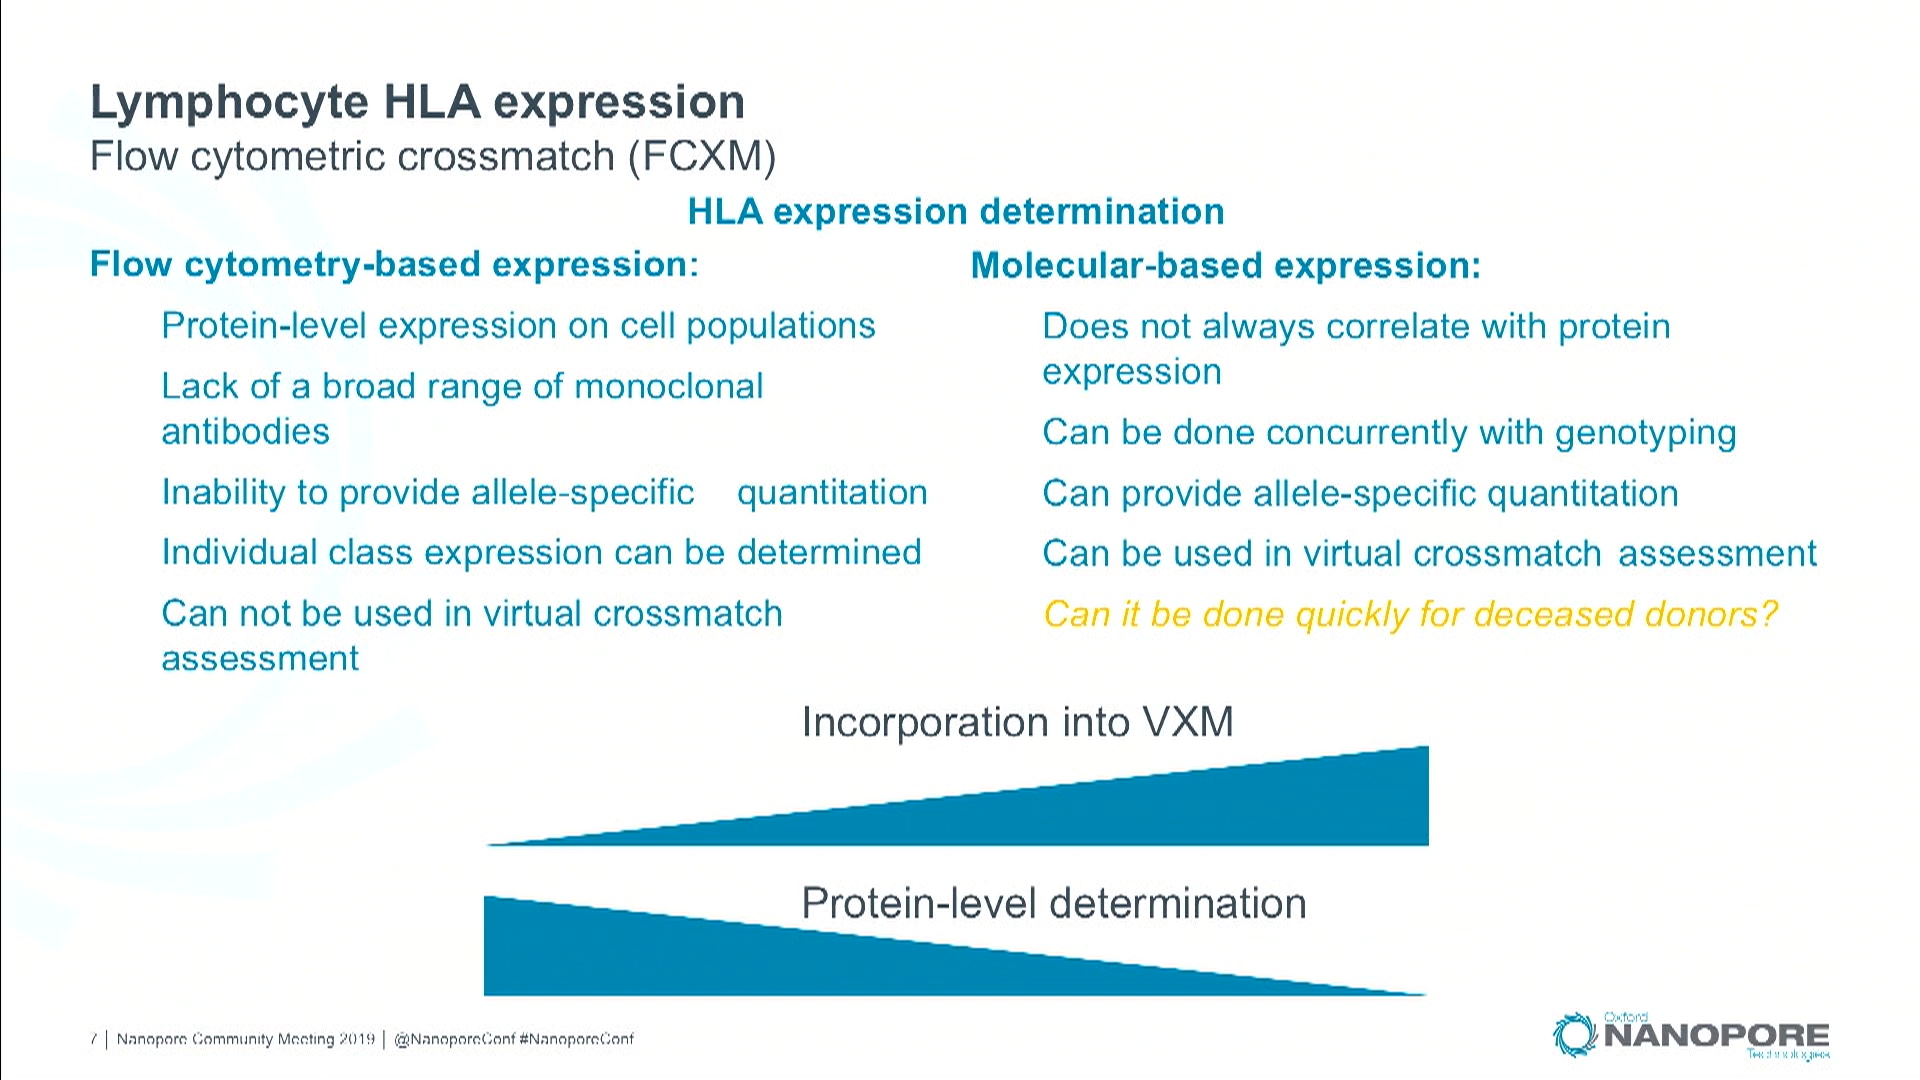 Lymphocyte HLA expression
Flow cytometric crossmatch (FCXM)
HLA expression determination
Flow cytometry-based expression:
Protein-level expression on cell populations
Lack of a broad range of monoclonal
antibodies
Inability to provide allele-specific quantitation
Individual class expression can be determined
Can not be used in virtual crossmatch
assessment
Molecular-based expression:
Does not always correlate with protein
expression
Can be done concurrently with genotyping
Can provide allele-specific quantitation
Can be used in virtual crossmatch assessment
Can it be done quickly for deceased donors?
Incorporation into VXM
Protein-level determination
7 | Nanopore Community Meeting 2019 | @NanoporeConf #NanoporeConf
Oxford
NANOPORE
Technologies